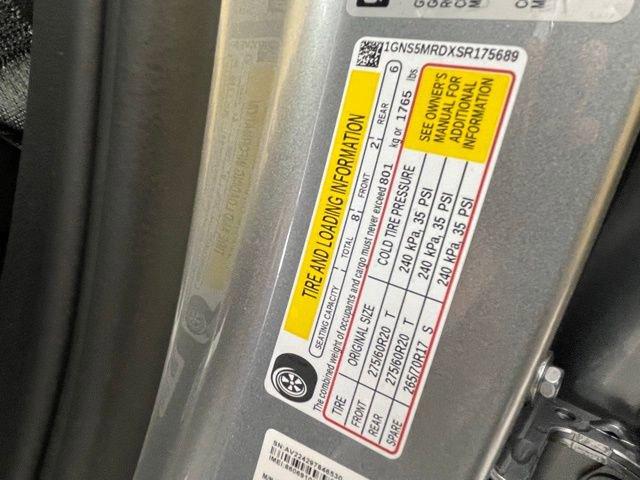 1GNS5MRDXSR175689
TIRE AND LOADING INFORMATION
SEATING CAPACITY | TOTAL 8 | FRONT 2 | REAR 6
The combined weight of occupants and cargo must never exceed 801 kg or 1765 lbs.
TIRE ORIGINAL SIZE COLD TIRE PRESSURE
FRONT 275/60R20 T 240 kPa, 35 PSI
REAR 275/60R20 T 240 kPa, 35 PSI
SPARE 265/70R17 S 240 kPa, 35 PSI
SEE OWNER'S
MANUAL FOR
ADDITIONAL
INFORMATION
SN:AV224297846530